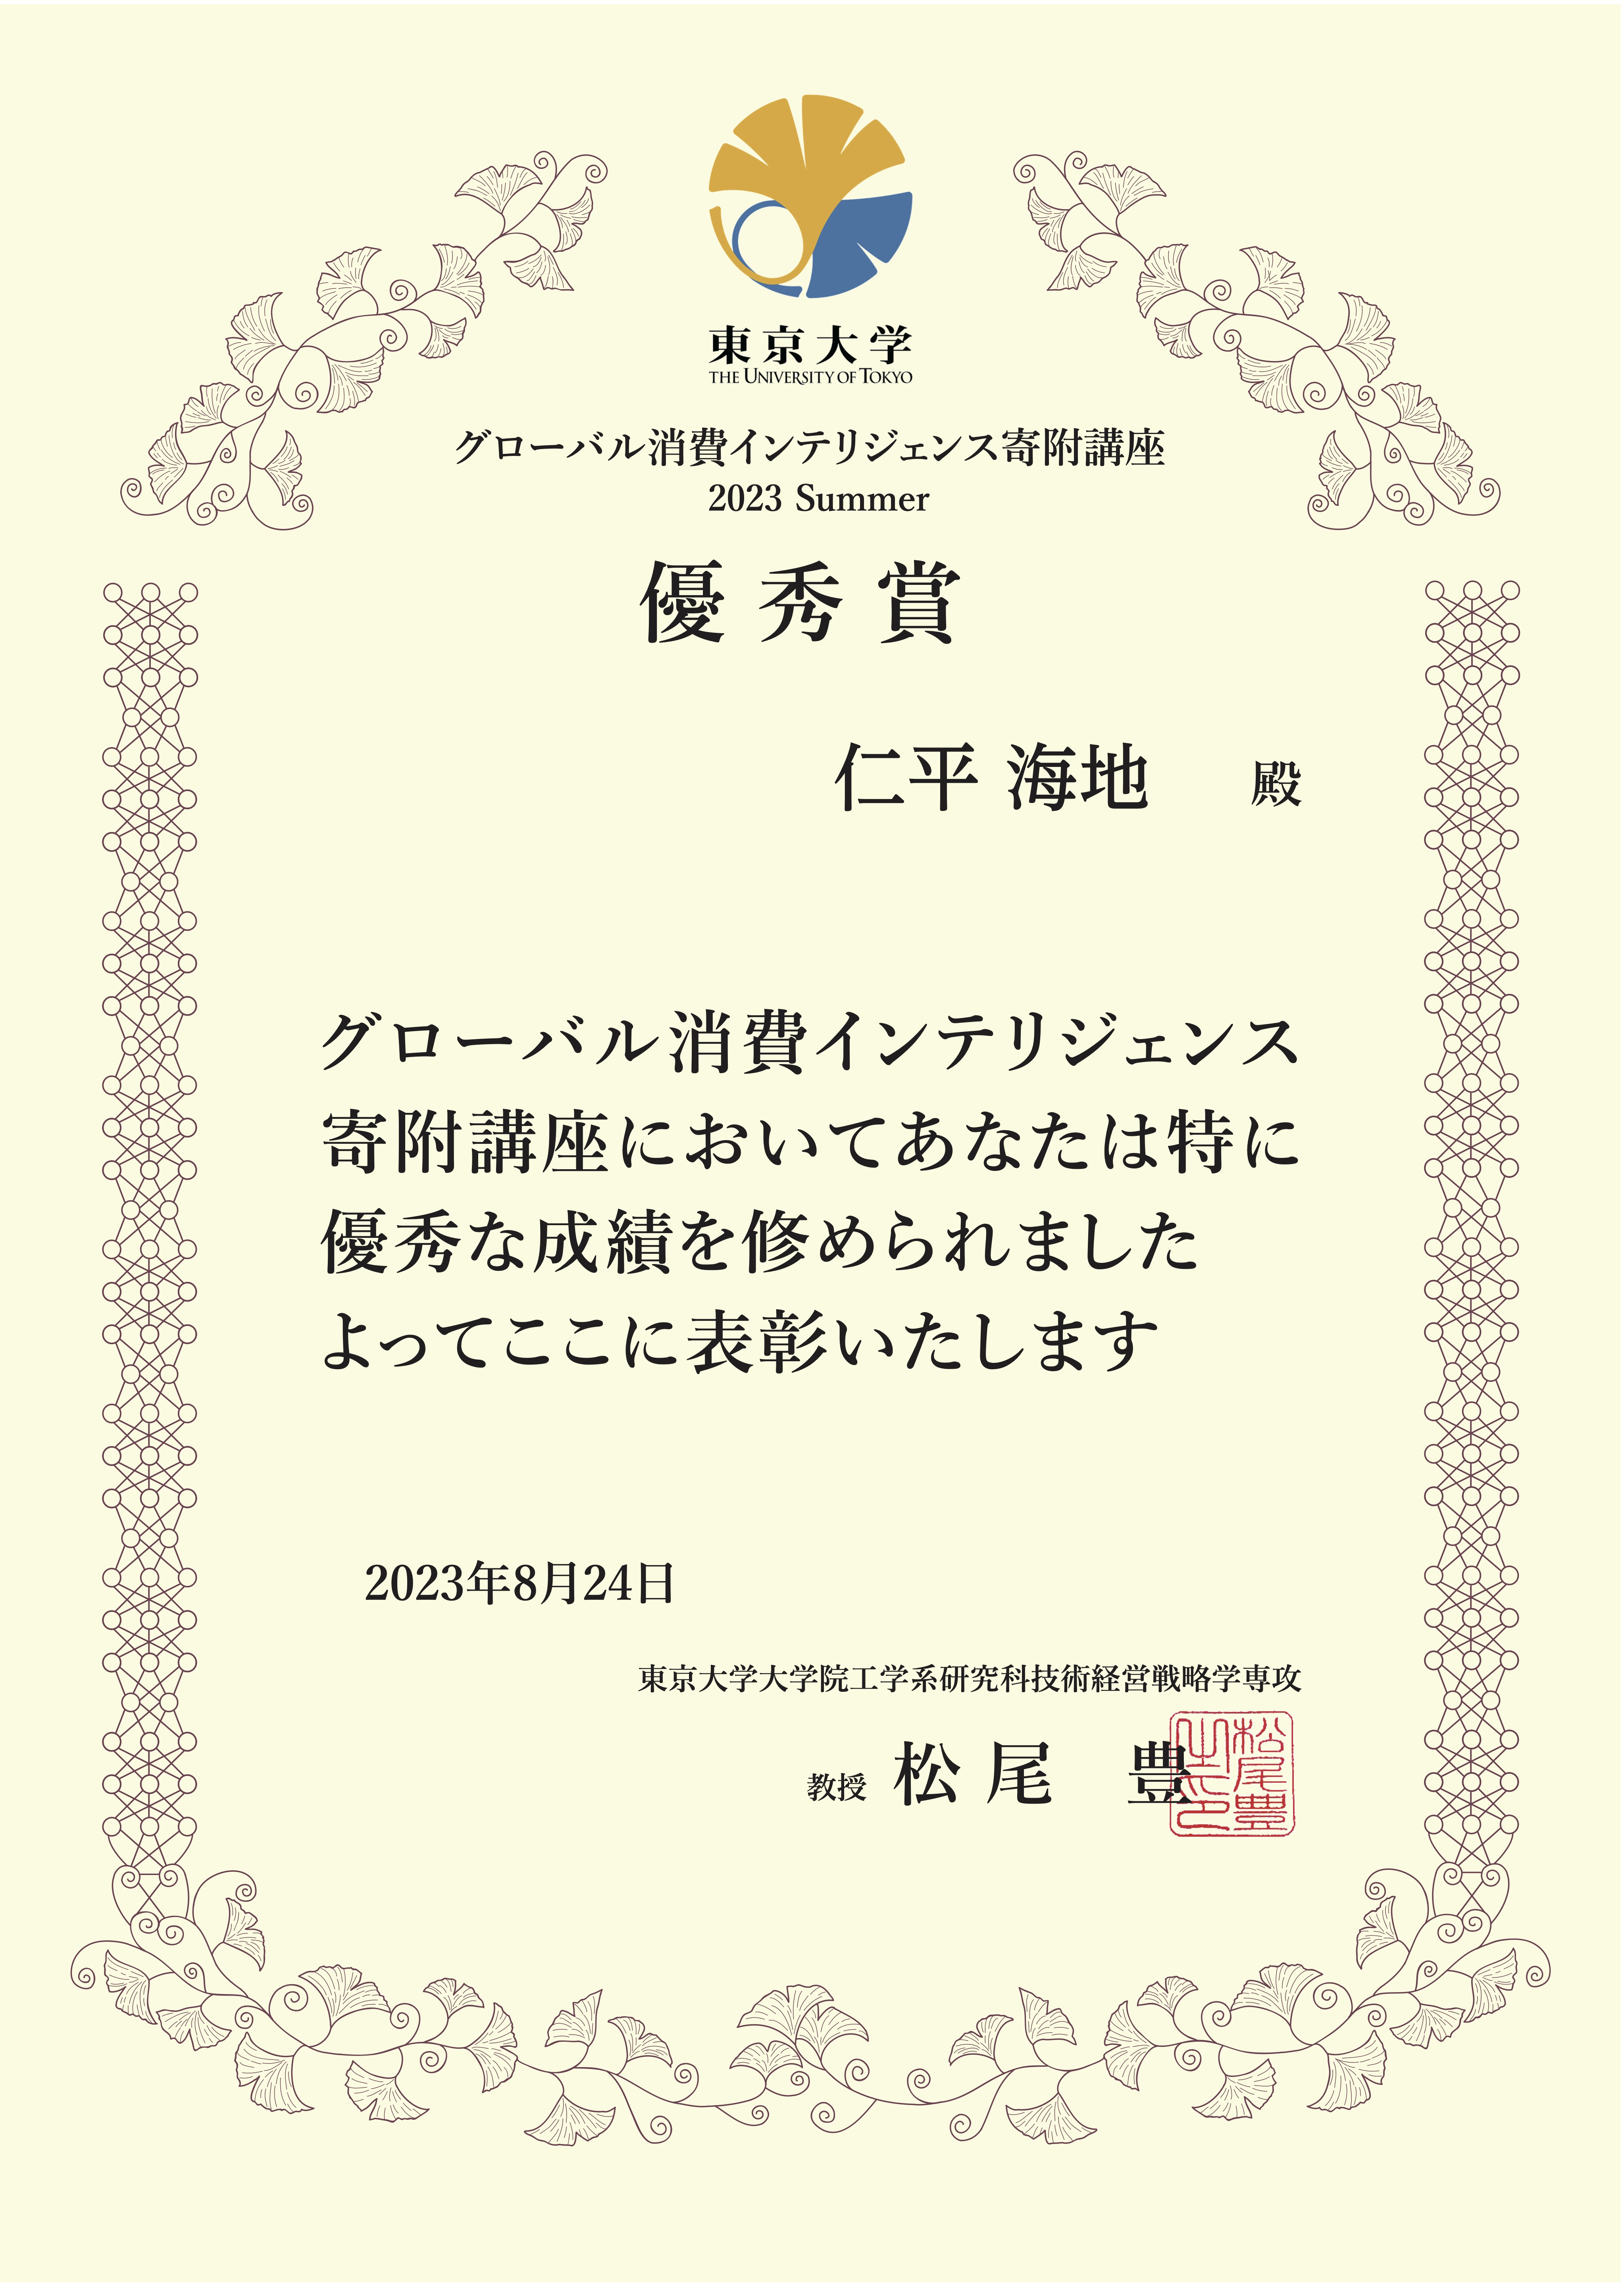 東京大学
THE UNIVERSITY OF TOKYO
グローバル消費インテリジェンス寄附講座
2023 Summer
優秀賞
仁平 海地 殿
グローバル消費インテリジェンス
寄附講座においてあなたは特に
優秀な成績を修められました
よってここに表彰いたします
2023年8月24日
東京大学大学院工学系研究科技術経営戦略学専攻
教授 松尾 豊
松尾豊
之印